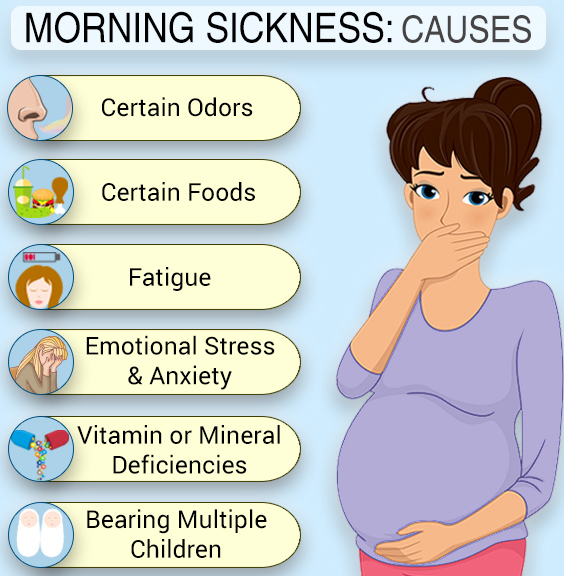 MORNING SICKNESS: CAUSES
Certain Odors
Certain Foods
Fatigue
Emotional Stress
& Anxiety
Vitamin or Mineral
Deficiencies
Bearing Multiple
Children